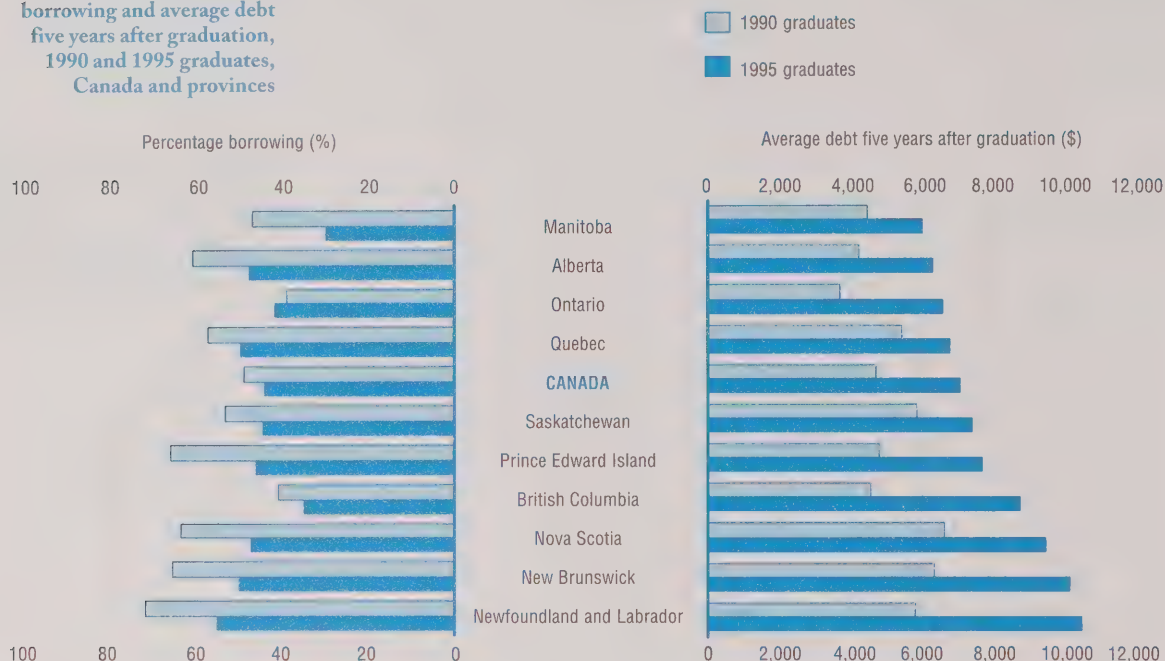 borrowing and average debt
five years after graduation,
1990 and 1995 graduates,
Canada and provinces
1990 graduates
1995 graduates
Percentage borrowing (%)
Average debt five years after graduation ($)
100 80 60 40 20 0
0 2,000 4,000 6,000 8,000 10,000 12,000
Manitoba
Alberta
Ontario
Quebec
CANADA
Saskatchewan
Prince Edward Island
British Columbia
Nova Scotia
New Brunswick
Newfoundland and Labrador
100 80 60 40 20 0
0 2,000 4,000 6,000 8,000 10,000 12,000